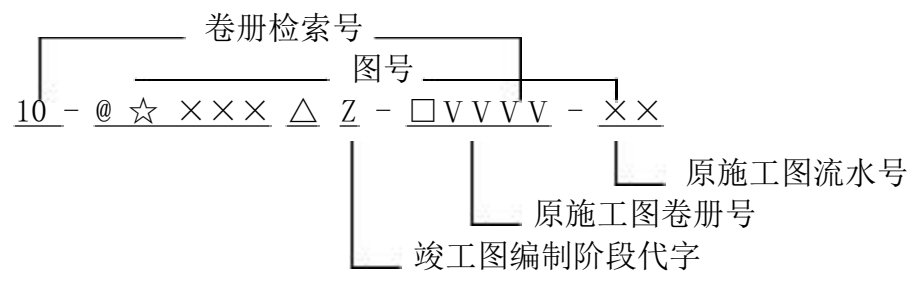 卷册检索号
图号
10 - @ ☆ ××× △ Z - □VVVV - ××
原施工图流水号
原施工图卷册号
竣工图编制阶段代字